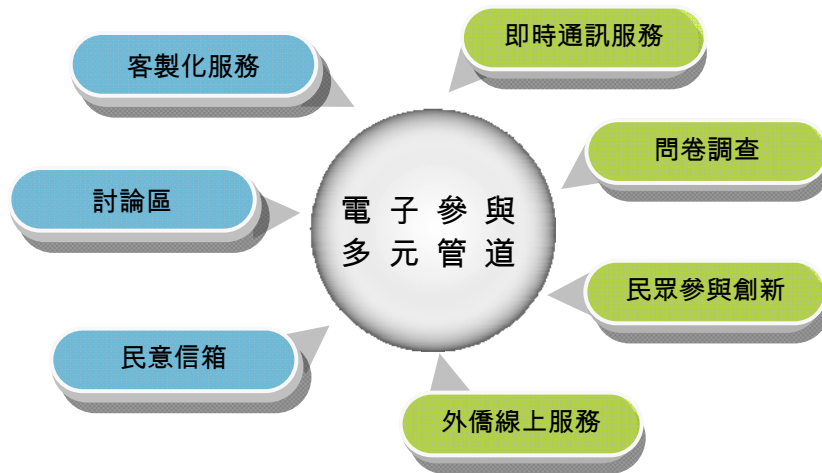 客製化服務
即時通訊服務
問卷調查
討論區
電子參與
多元管道
民眾參與創新
民意信箱
外僑線上服務